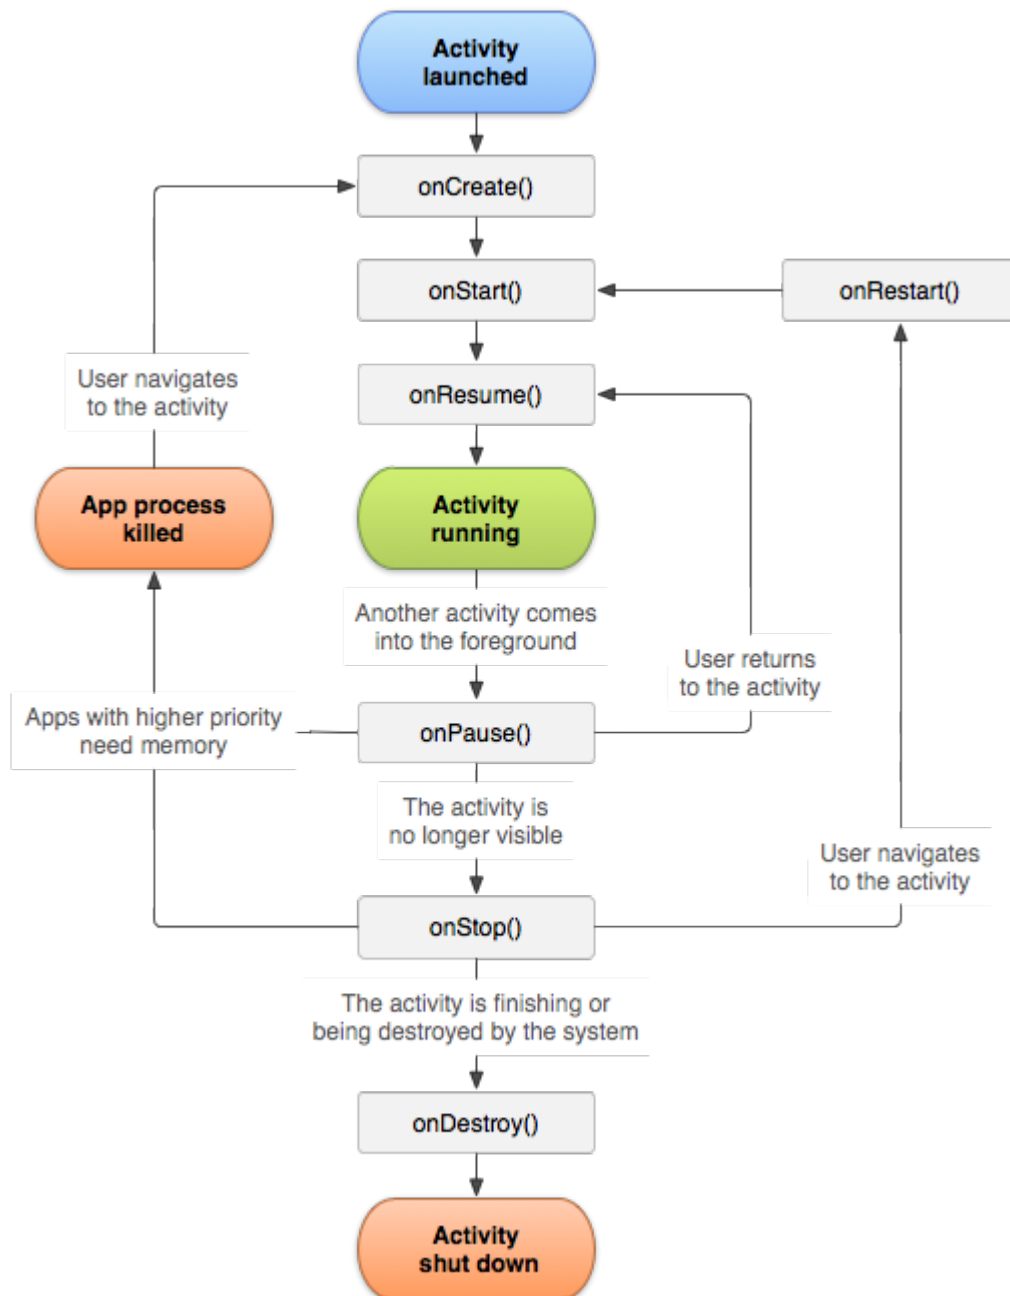 Activity
launched
onCreate()
onStart()
onRestart()
User navigates
to the activity
onResume()
App process
killed
Activity
running
Another activity comes
into the foreground
User returns
to the activity
Apps with higher priority
need memory
onPause()
The activity is
no longer visible
User navigates
to the activity
onStop()
The activity is finishing or
being destroyed by the system
onDestroy()
Activity
shut down